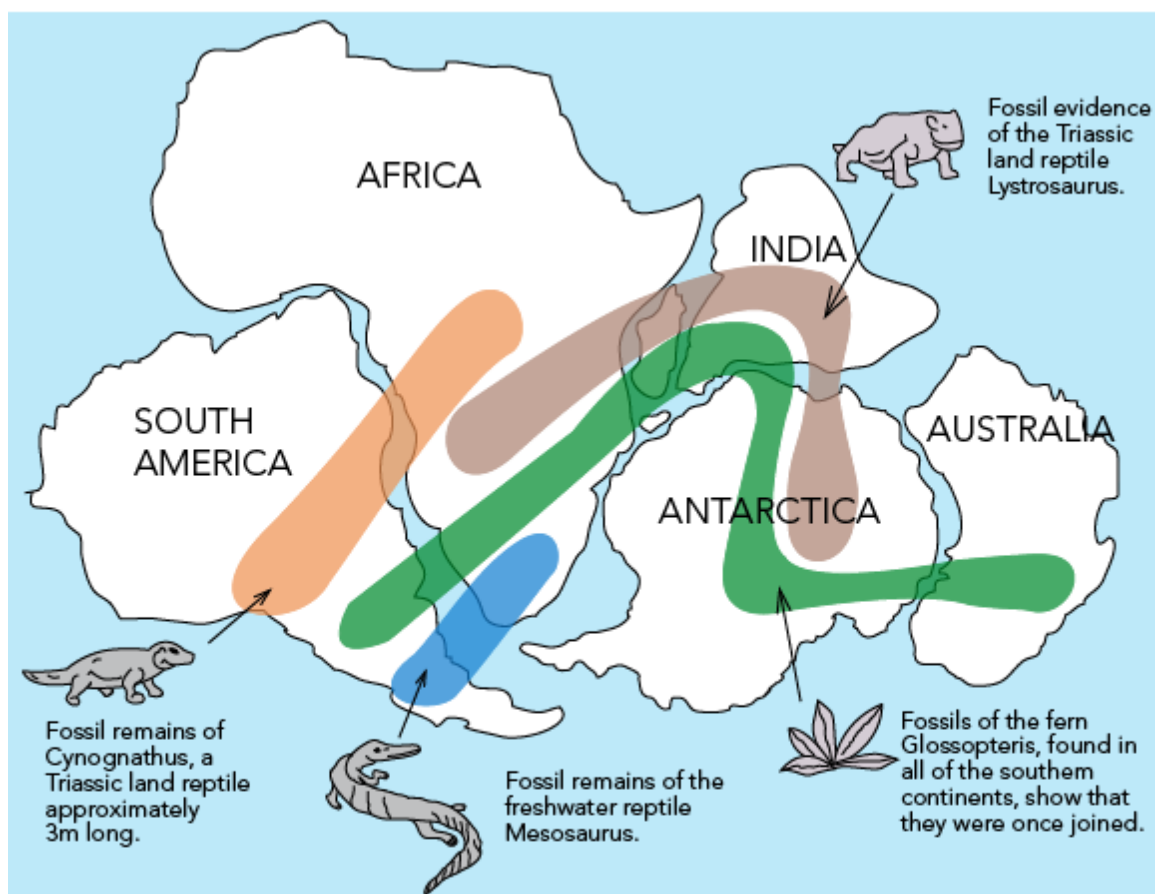 AFRICA
INDIA
SOUTH
AMERICA
ANTARCTICA
AUSTRALIA
Fossil evidence
of the Triassic
land reptile
Lystrosaurus.
Fossil remains of
Cynognathus, a
Triassic land reptile
approximately
3m long.
Fossil remains of the
freshwater reptile
Mesosaurus.
Fossils of the fern
Glossopteris, found in
all of the southern
continents, show that
they were once joined.